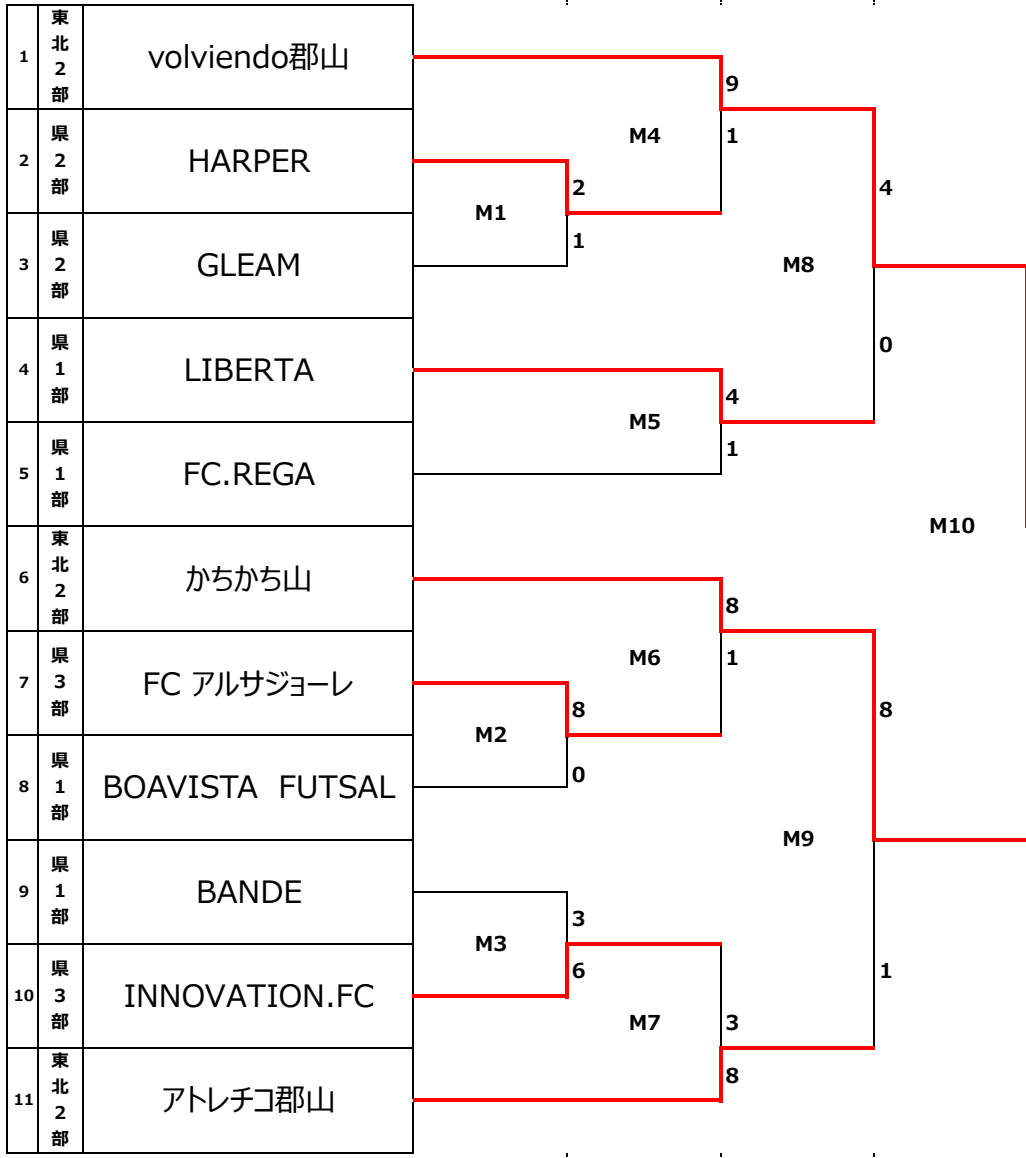 1 東北2部 volviendo郡山
9
M4 1
2 県2部 HARPER
2
4
M1
1
3 県2部 GLEAM
M8
0
4 県1部 LIBERTA
4
M5
1
5 県1部 FC.REGA
M10
6 東北2部 かちかち山
8
M6 1
7 県3部 FC アルサジョーレ
8
8
M2
0
8 県1部 BOAVISTA FUTSAL
M9
9 県1部 BANDE
3
M3
6
1
10 県3部 INNOVATION.FC
M7 3
8
11 東北2部 アトレチコ郡山